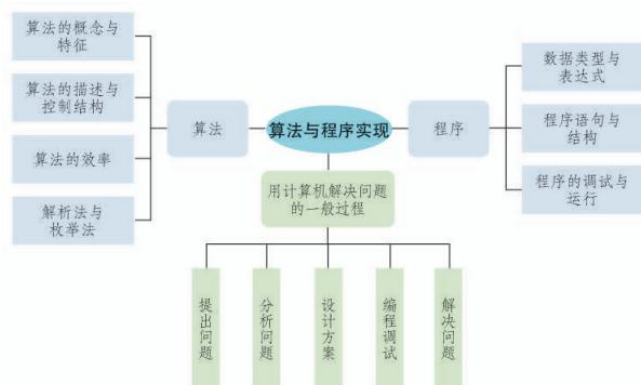 算法的概念与
特征
算法的描述与
控制结构
算法的效率
解析法与
枚举法
算法
算法与程序实现
程序
数据类型与
表达式
程序语句与
结构
程序的调试与
运行
用计算机解决问题
的一般过程
提出问题
分析问题
设计方案
编程调试
解决问题